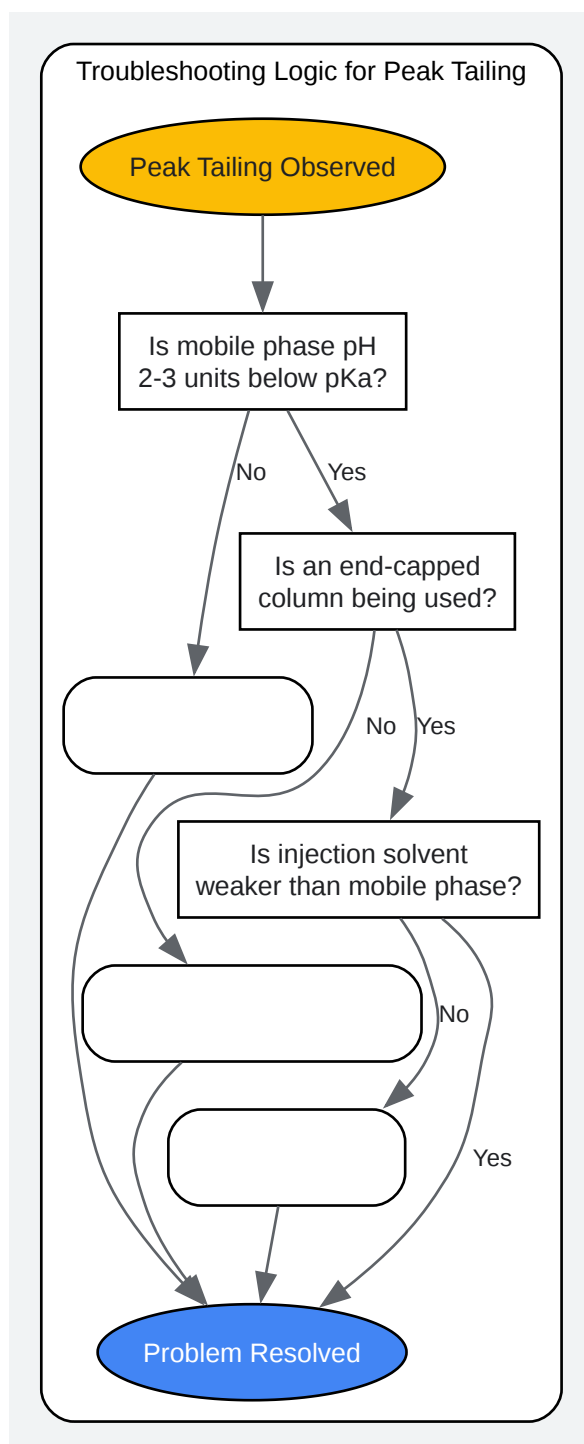 Troubleshooting Logic for Peak Tailing
Peak Tailing Observed
Is mobile phase pH
2-3 units below pKa?
No
Yes
Is an end-capped
column being used?
No
Yes
Is injection solvent
weaker than mobile phase?
No
Yes
Problem Resolved